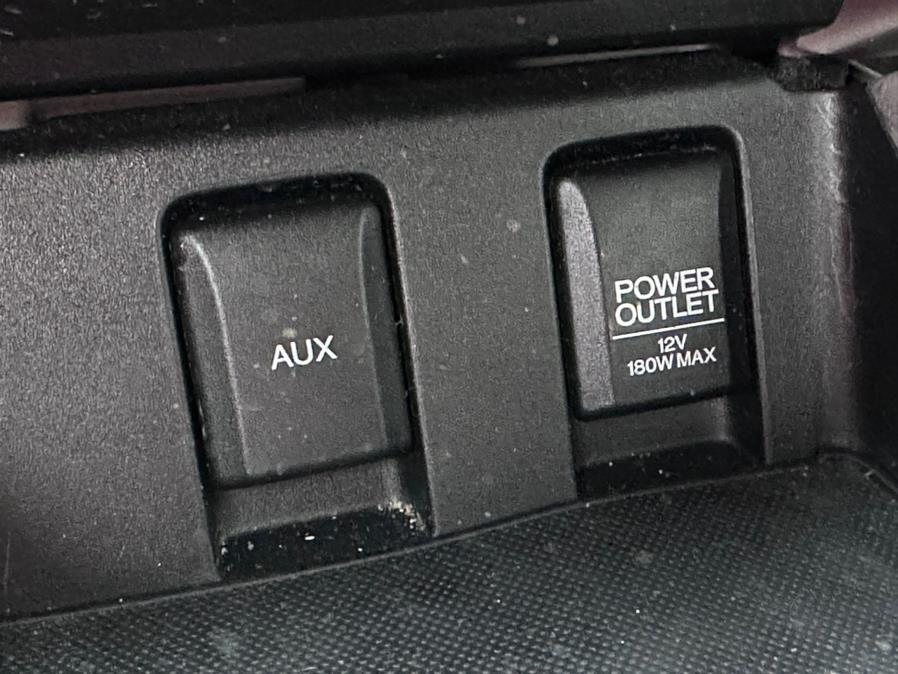 AUX
POWER
OUTLET
12V
180W MAX